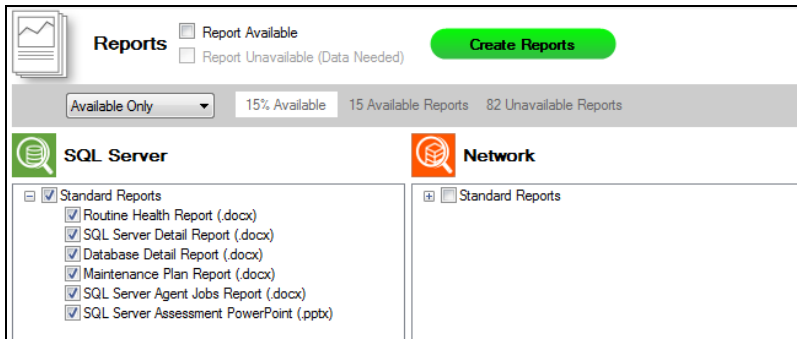 Reports
Report Available
Report Unavailable (Data Needed)
Create Reports
Available Only
15% Available
15 Available Reports
82 Unavailable Reports
SQL Server
Standard Reports
Routine Health Report (.docx)
SQL Server Detail Report (.docx)
Database Detail Report (.docx)
Maintenance Plan Report (.docx)
SQL Server Agent Jobs Report (.docx)
SQL Server Assessment PowerPoint (.pptx)
Network
Standard Reports